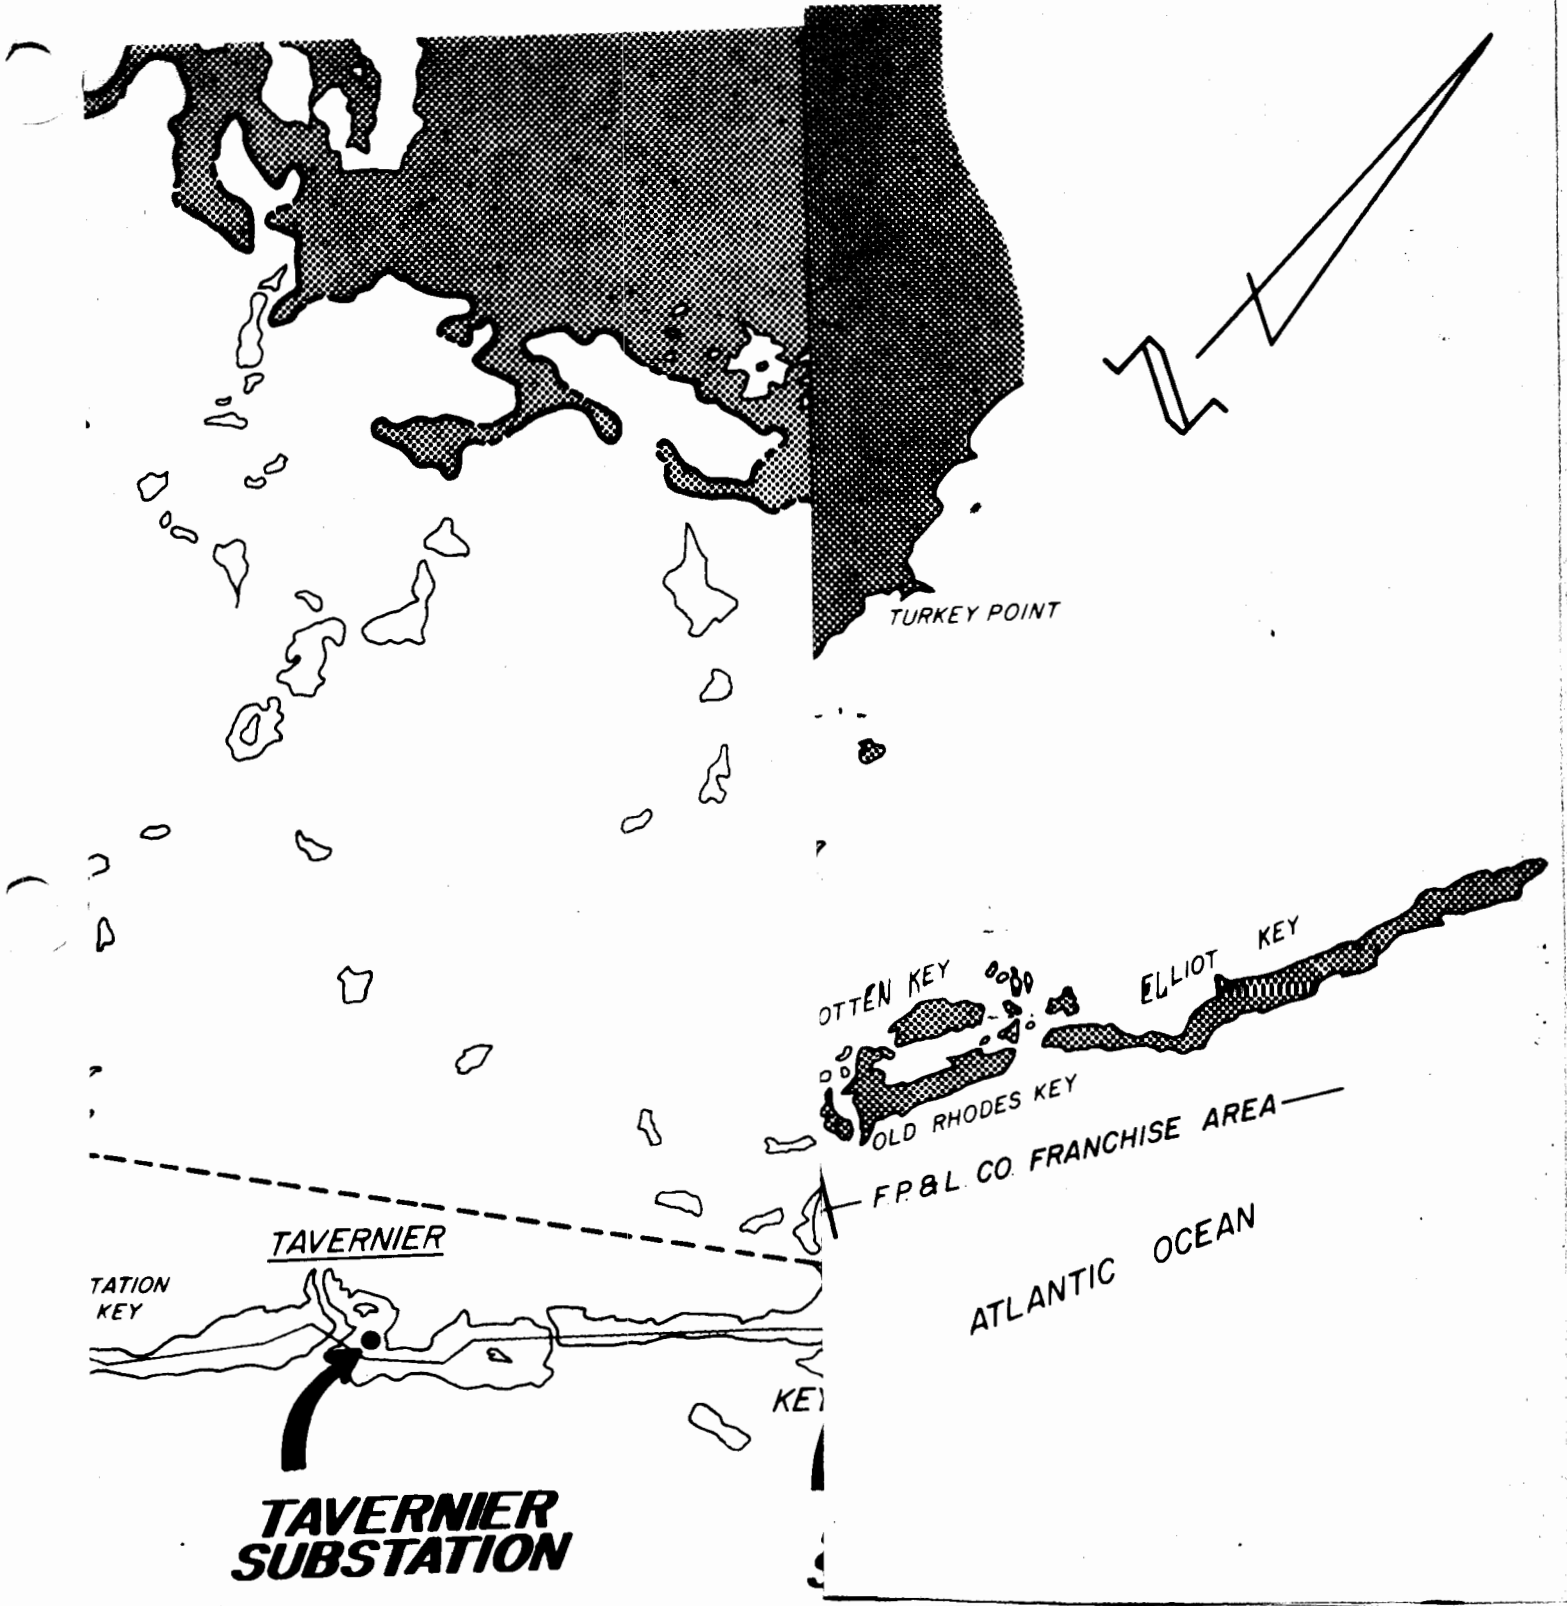 TURKEY POINT
OTTEN KEY
ELLIOT KEY
OLD RHODES KEY
F.P.&L. CO. FRANCHISE AREA
ATLANTIC OCEAN
TAVERNIER
TATION
KEY
KEY
TAVERNIER
SUBSTATION